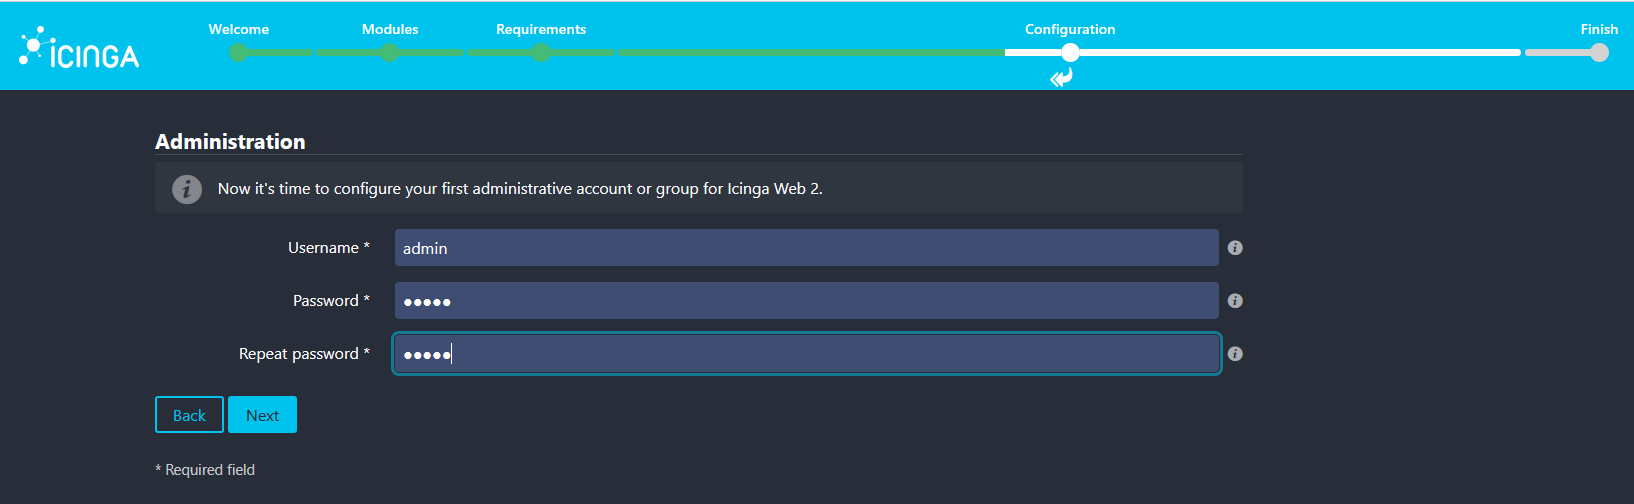 Welcome Modules Requirements Configuration Finish
ICINGA
Administration
i Now it's time to configure your first administrative account or group for Icinga Web 2.
Username * admin i
Password * ●●●●● i
Repeat password * ●●●●● i
Back Next
* Required field